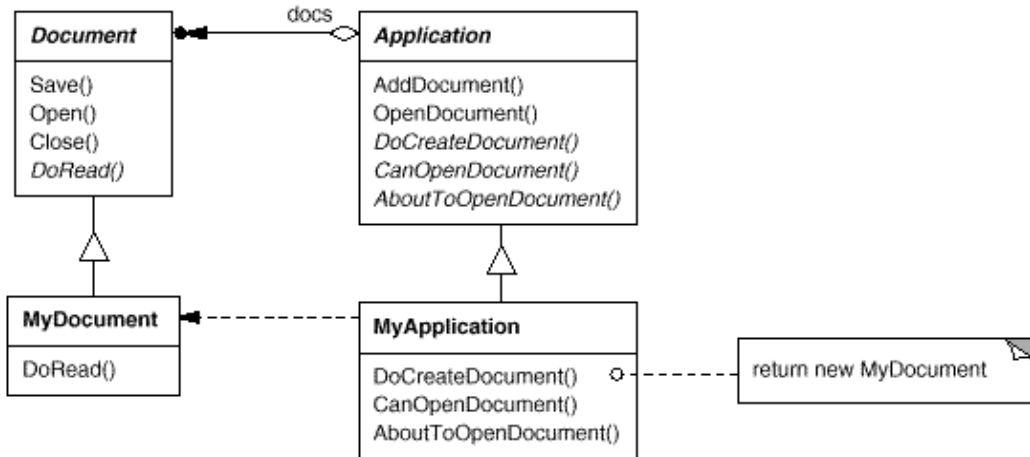 docs
Document
Save()
Open()
Close()
DoRead()
Application
AddDocument()
OpenDocument()
DoCreateDocument()
CanOpenDocument()
AboutToOpenDocument()
MyDocument
DoRead()
MyApplication
DoCreateDocument()
CanOpenDocument()
AboutToOpenDocument()
return new MyDocument